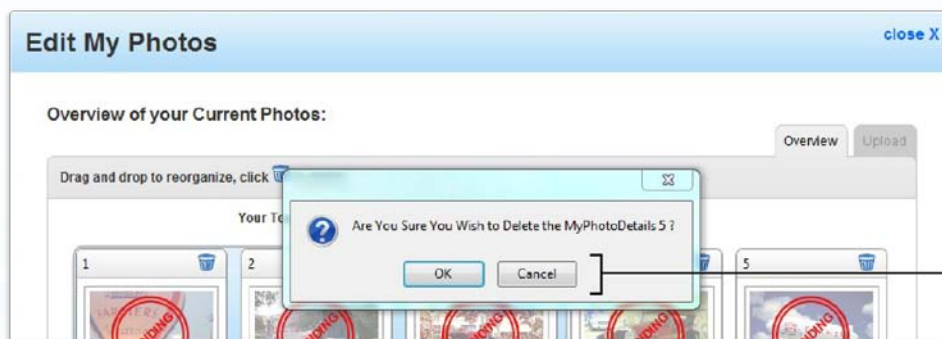 Edit My Photos
close X
Overview of your Current Photos:
Overview
Upload
Drag and drop to reorganize, click
Your
Are You Sure You Wish to Delete the MyPhotoDetails 5 ?
OK
Cancel
1
2
5